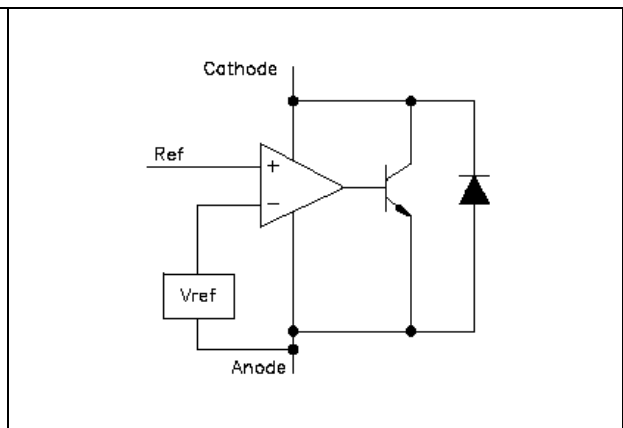 Cathode
Ref
+
−
Vref
Anode